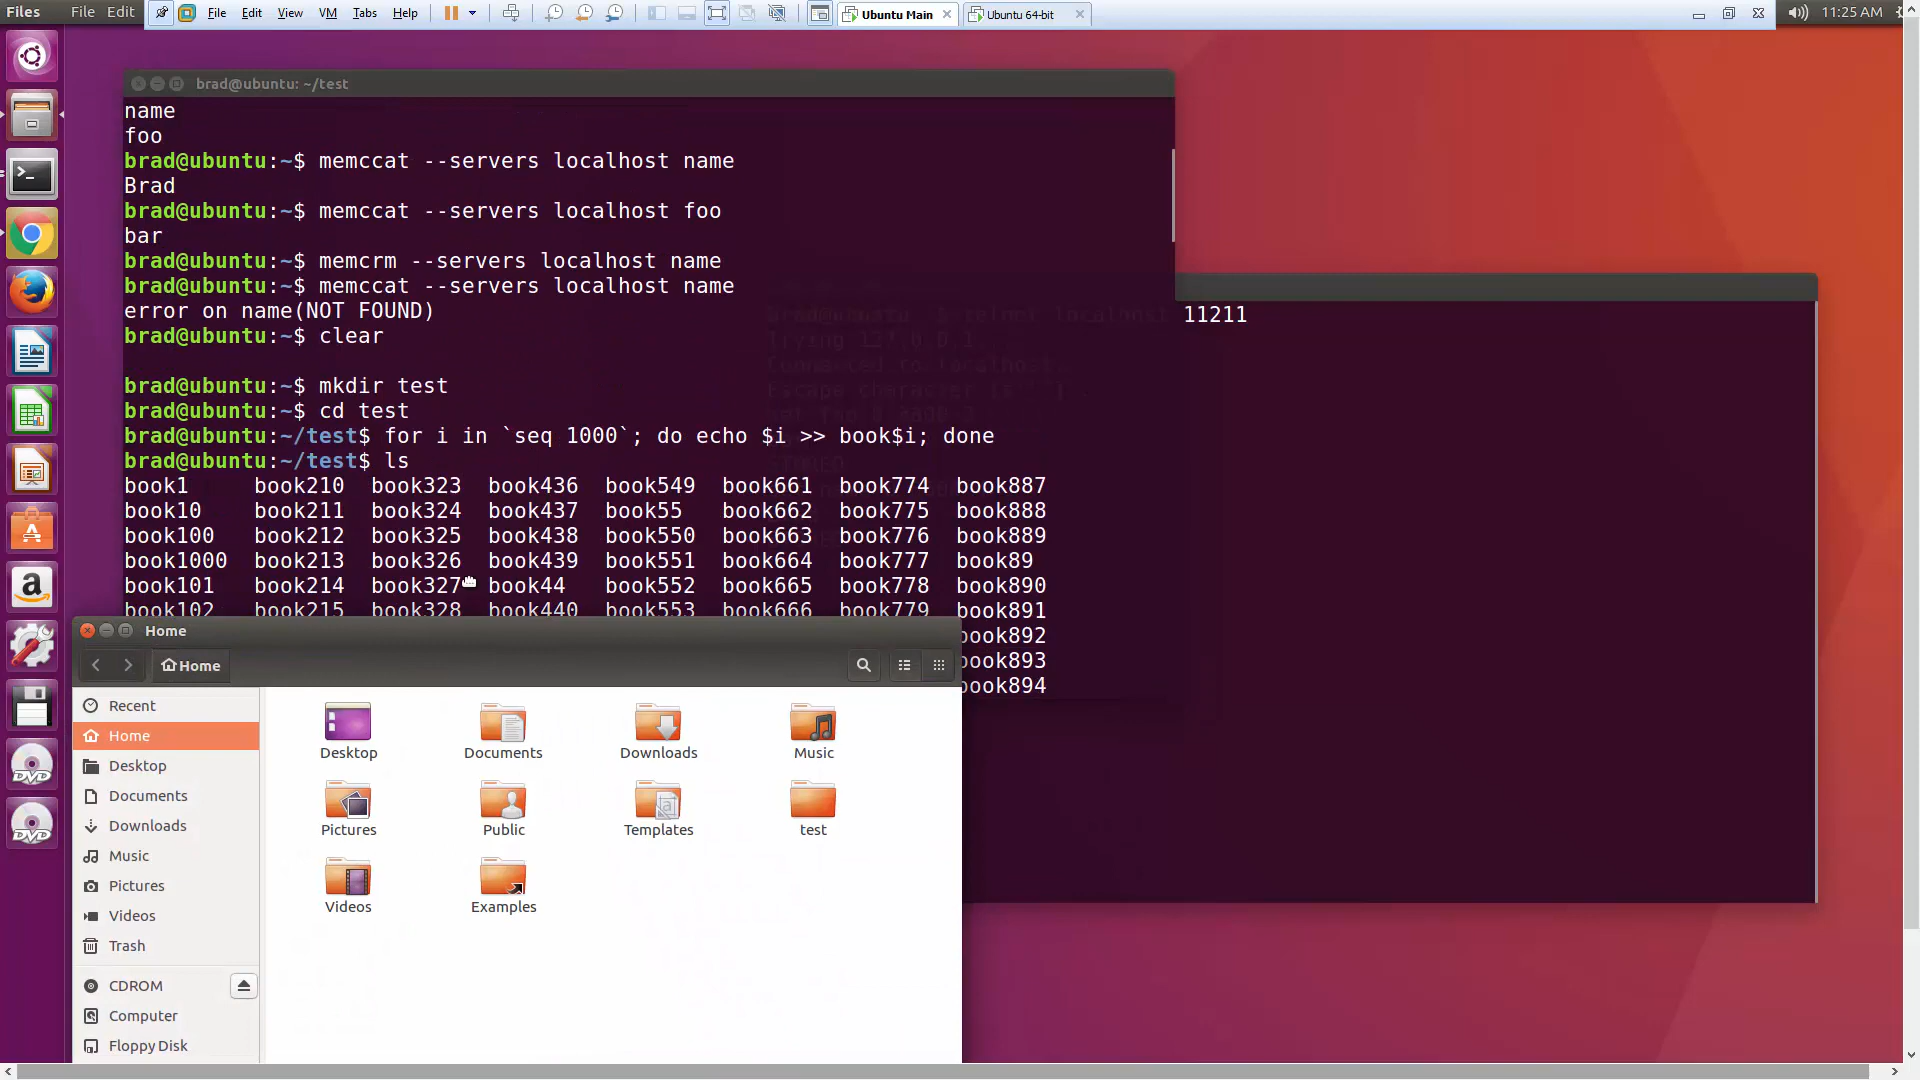 Files File Edit
File Edit View VM Tabs Help
Ubuntu Main
Ubuntu 64-bit
11:25 AM
brad@ubuntu: ~/test
name
foo
brad@ubuntu:~$ memccat --servers localhost name
Brad
brad@ubuntu:~$ memccat --servers localhost foo
bar
brad@ubuntu:~$ memcrm --servers localhost name
brad@ubuntu:~$ memccat --servers localhost name
error on name(NOT FOUND)
brad@ubuntu:~$ clear
brad@ubuntu:~$ mkdir test
brad@ubuntu:~$ cd test
brad@ubuntu:~/test$ for i in `seq 1000`; do echo $i >> book$i; done
brad@ubuntu:~/test$ ls
book1 book210 book323 book436 book549 book661 book774 book887
book10 book211 book324 book437 book55 book662 book775 book888
book100 book212 book325 book438 book550 book663 book776 book889
book1000 book213 book326 book439 book551 book664 book777 book89
book101 book214 book327 book44 book552 book665 book778 book890
book102 book215 book328 book440 book553 book666 book779 book891
book892
book893
book894
11211
Home
Home
Recent
Home
Desktop
Documents
Downloads
Music
Pictures
Videos
Trash
CDROM
Computer
Floppy Disk
Desktop Documents Downloads Music
Pictures Public Templates test
Videos Examples